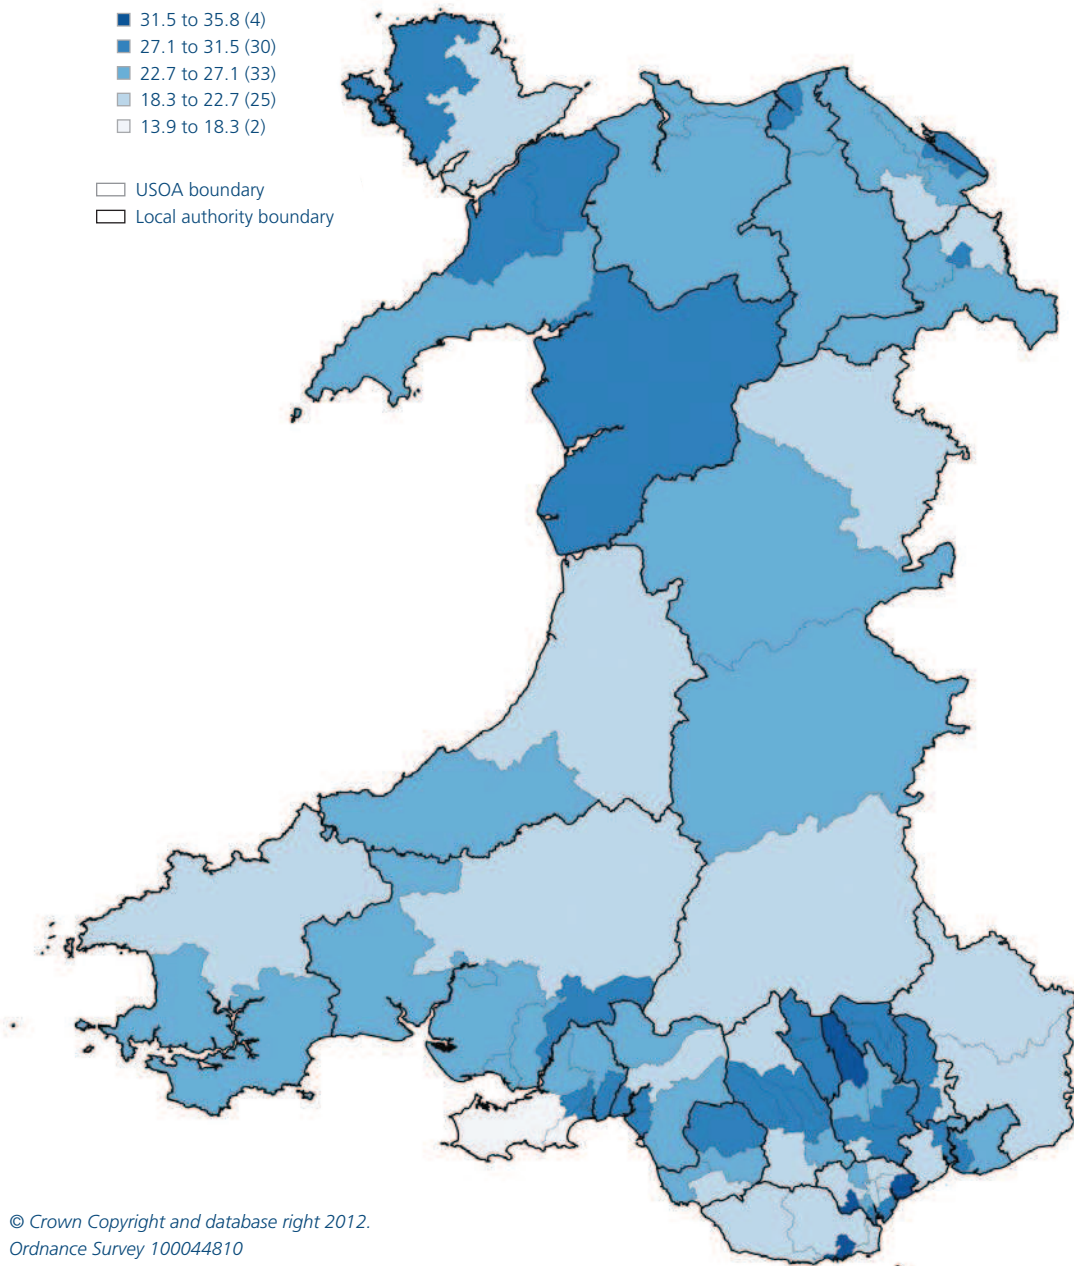 31.5 to 35.8 (4)
27.1 to 31.5 (30)
22.7 to 27.1 (33)
18.3 to 22.7 (25)
13.9 to 18.3 (2)
USOA boundary
Local authority boundary
© Crown Copyright and database right 2012.
Ordnance Survey 100044810